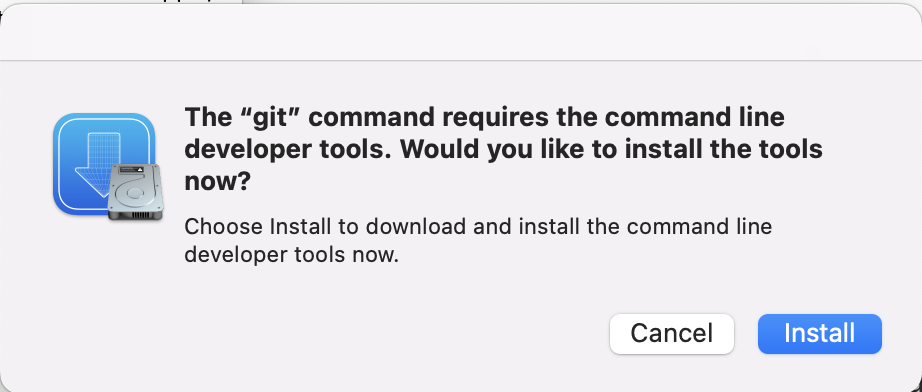 The “git” command requires the command line
developer tools. Would you like to install the tools
now?
Choose Install to download and install the command line
developer tools now.
Cancel
Install